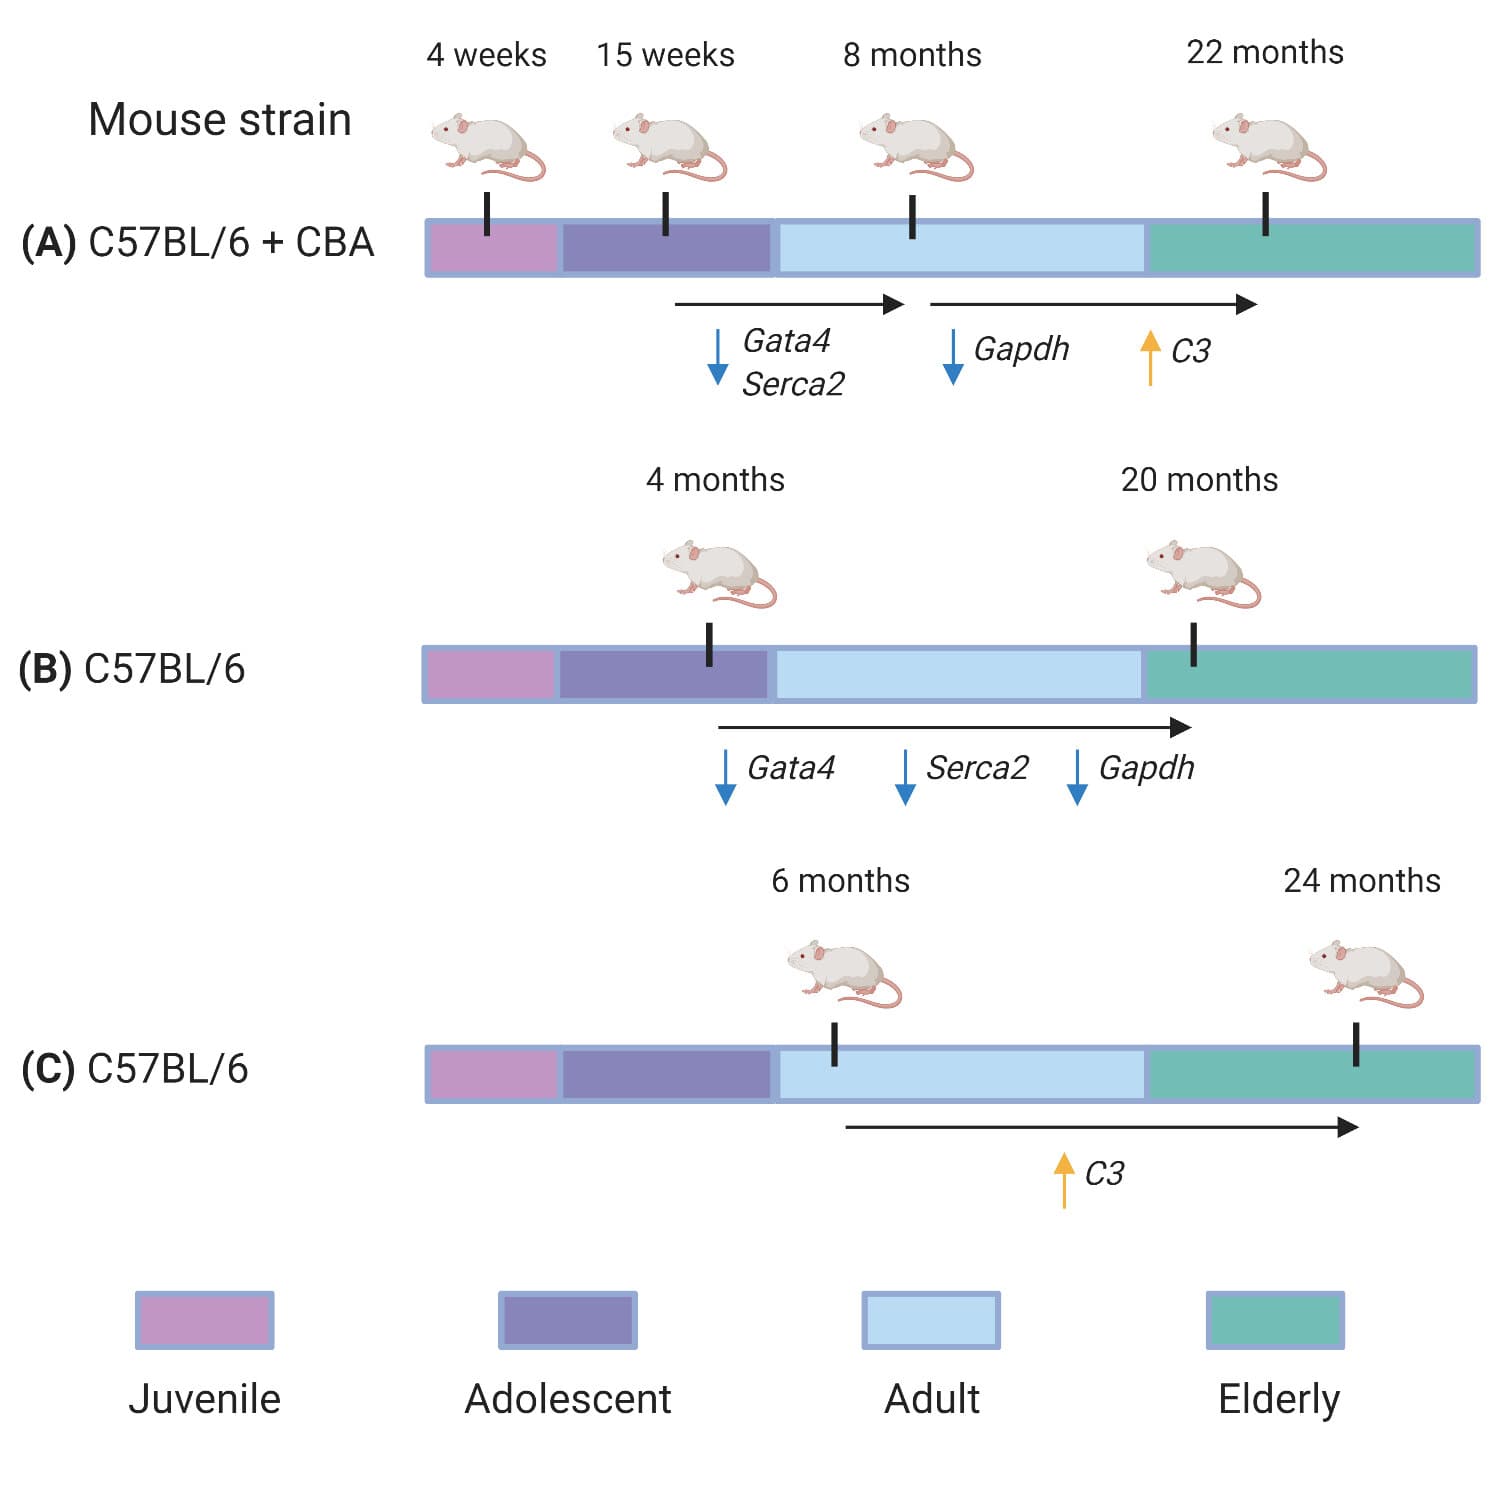 4 weeks 15 weeks 8 months 22 months
Mouse strain
(A) C57BL/6 + CBA
Gata4
Serca2
Gapdh
C3
4 months 20 months
(B) C57BL/6
Gata4 Serca2 Gapdh
6 months 24 months
(C) C57BL/6
C3
Juvenile Adolescent Adult Elderly